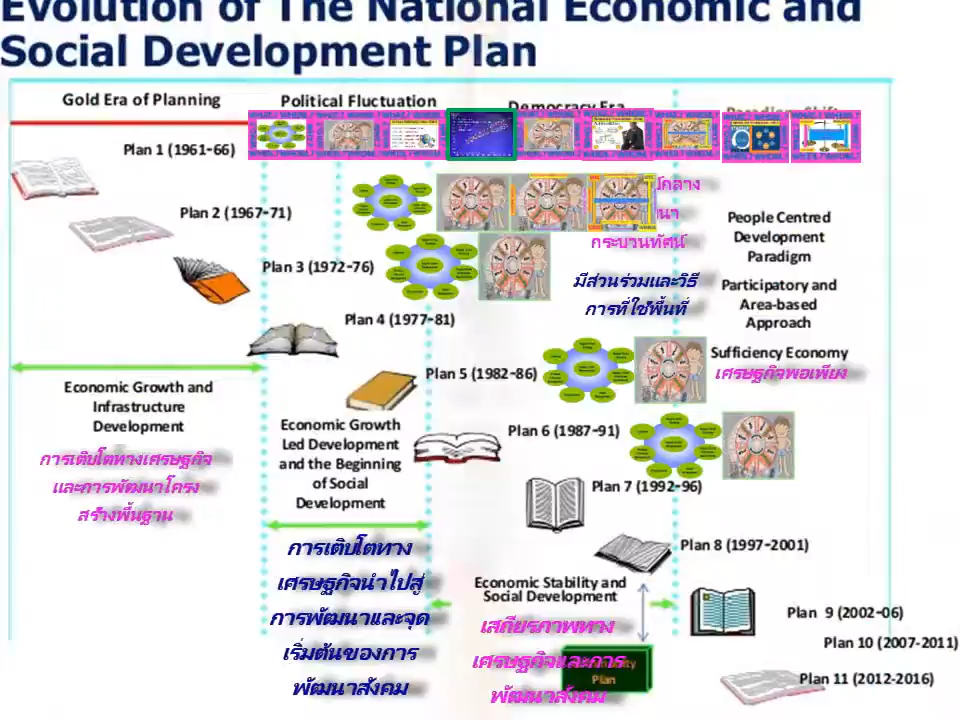 Evolution of The National Economic and
Social Development Plan
Gold Era of Planning
Political Fluctuation
Democracy Era
Paradigm Shift
Plan 1 (1961-66)
Plan 2 (1967-71)
Plan 3 (1972-76)
Plan 4 (1977-81)
Plan 5 (1982-86)
Plan 6 (1987-91)
Plan 7 (1992-96)
Plan 8 (1997-2001)
Plan 9 (2002-06)
Plan 10 (2007-2011)
Plan 11 (2012-2016)
กระบวนทัศน์
มีส่วนร่วมและวิธี
การที่ใช้พื้นที่
People Centred
Development
Paradigm
Participatory and
Area-based
Approach
Sufficiency Economy
เศรษฐกิจพอเพียง
Economic Growth and
Infrastructure
Development
การเติบโตทางเศรษฐกิจ
และการพัฒนาโครง
สร้างพื้นฐาน
Economic Growth
Led Development
and the Beginning
of Social
Development
การเติบโตทาง
เศรษฐกิจนำไปสู่
การพัฒนาและจุด
เริ่มต้นของการ
พัฒนาสังคม
Economic Stability and
Social Development
เสถียรภาพทาง
เศรษฐกิจและการ
พัฒนาสังคม
Plan